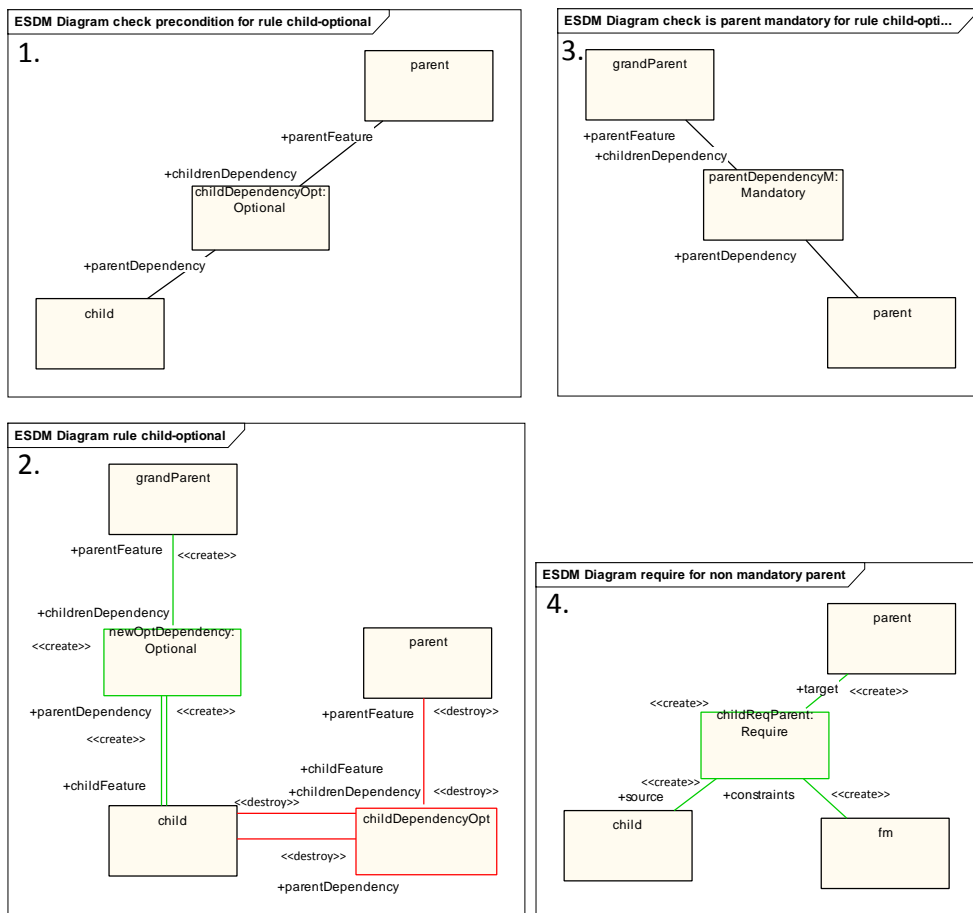 ESDM Diagram check precondition for rule child-optional
1.
parent
+parentFeature
+childrenDependency
childDependencyOpt:
Optional
+parentDependency
child
ESDM Diagram check is parent mandatory for rule child-opti...
3.
grandParent
+parentFeature
+childrenDependency
parentDependencyM:
Mandatory
+parentDependency
parent
ESDM Diagram rule child-optional
2.
grandParent
+parentFeature
<<create>>
+childrenDependency
<<create>>
newOptDependency:
Optional
parent
+parentDependency
<<create>>
<<create>>
+parentFeature
<<destroy>>
+childFeature
+childFeature
+childrenDependency
<<destroy>>
<<destroy>>
child
childDependencyOpt
<<destroy>>
+parentDependency
ESDM Diagram require for non mandatory parent
4.
parent
+target
<<create>>
<<create>>
childReqParent:
Require
<<create>>
+source
+constraints
<<create>>
child
fm